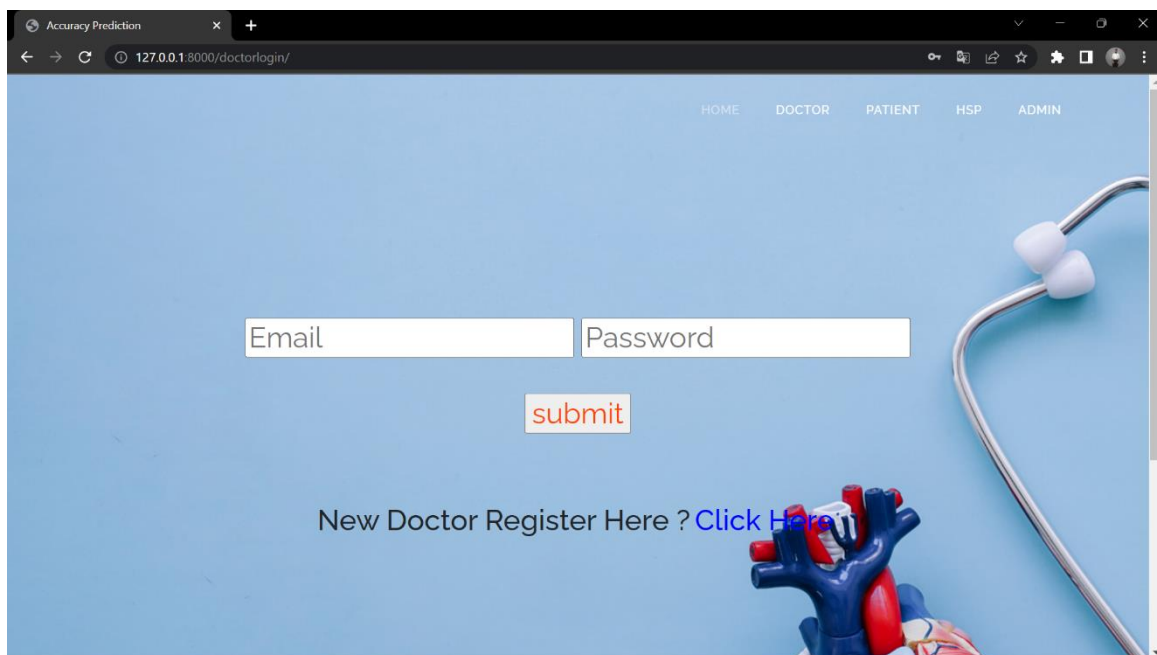 Accuracy Prediction
127.0.0.1:8000/doctorlogin/
HOME DOCTOR PATIENT HSP ADMIN
Email Password
submit
New Doctor Register Here ? Click Here